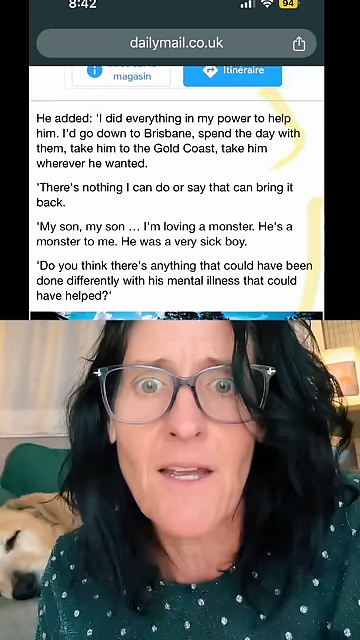 8:42
94
dailymail.co.uk
magasin
Itinéraire
He added: 'I did everything in my power to help
him. I'd go down to Brisbane, spend the day with
them, take him to the Gold Coast, take him
wherever he wanted.
'There's nothing I can do or say that can bring it
back.
'My son, my son … I'm loving a monster. He's a
monster to me. He was a very sick boy.
'Do you think there's anything that could have been
done differently with his mental illness that could
have helped?'